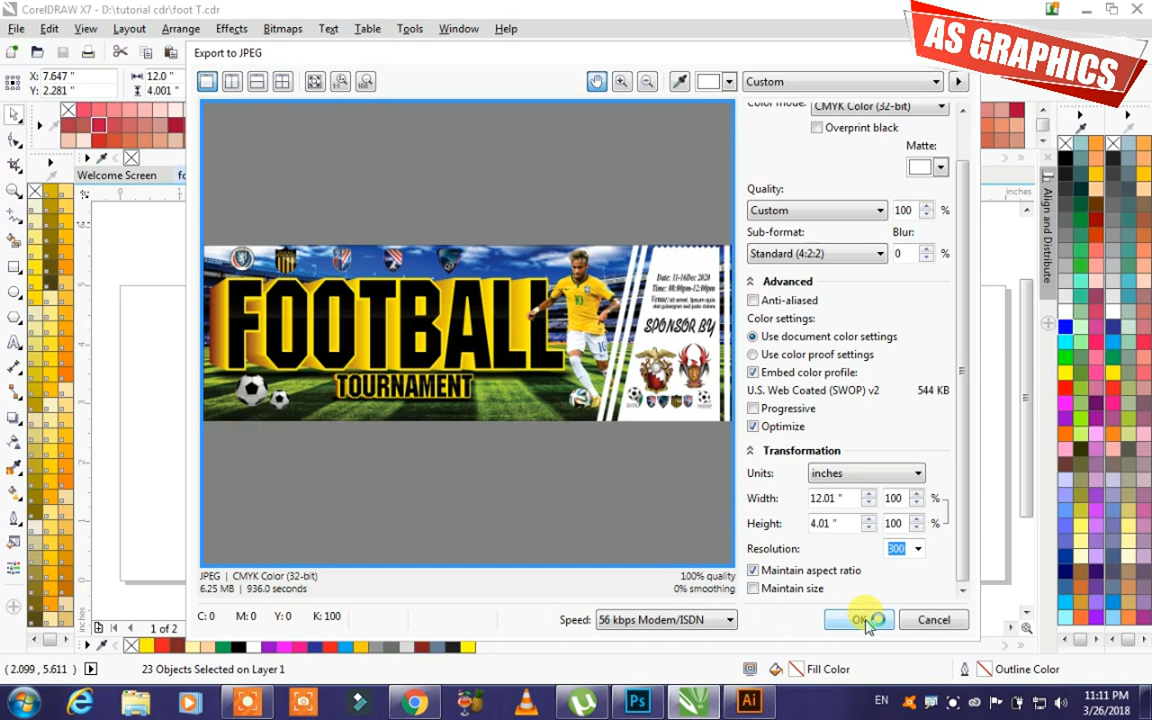 CorelDRAW X7 - D:\tutorial cdr\foot T.cdr
File Edit View Layout Arrange Effects Bitmaps Text Table Tools Window Help
AS GRAPHICS
Export to JPEG
X: 7.647 "
Y: 2.281 "
12.0 "
4.001 "
Custom
Color mode: CMYK Color (32-bit)
Overprint black
Matte:
Welcome Screen
inches
Quality:
Custom 100 %
Sub-format: Blur:
Standard (4:2:2) 0 %
Advanced
Anti-aliased
Color settings:
Use document color settings
Use color proof settings
Embed color profile:
U.S. Web Coated (SWOP) v2 544 KB
Progressive
Optimize
Transformation
Units: inches
Width: 12.01 " 100 %
Height: 4.01 " 100 %
Resolution: 300
Maintain aspect ratio
Maintain size
Align and Distribute
FOOTBALL
TOURNAMENT
10
10
Date: 11-16Dec 2020
Time: 08:00pm-12:00pm
SPONSOR BY
JPEG | CMYK Color (32-bit) 100% quality
6.25 MB | 936.0 seconds 0% smoothing
C: 0 M: 0 Y: 0 K: 100
Speed: 56 kbps Modem/ISDN
OK Cancel
inches
1 of 2
(2.099 , 5.611) 23 Objects Selected on Layer 1 Fill Color Outline Color
Ps Ai EN
11:11 PM
3/26/2018